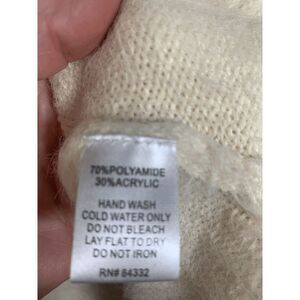 70%POLYAMIDE
30%ACRYLIC
HAND WASH
COLD WATER ONLY
DO NOT BLEACH
LAY FLAT TO DRY
DO NOT IRON
RN# 84332